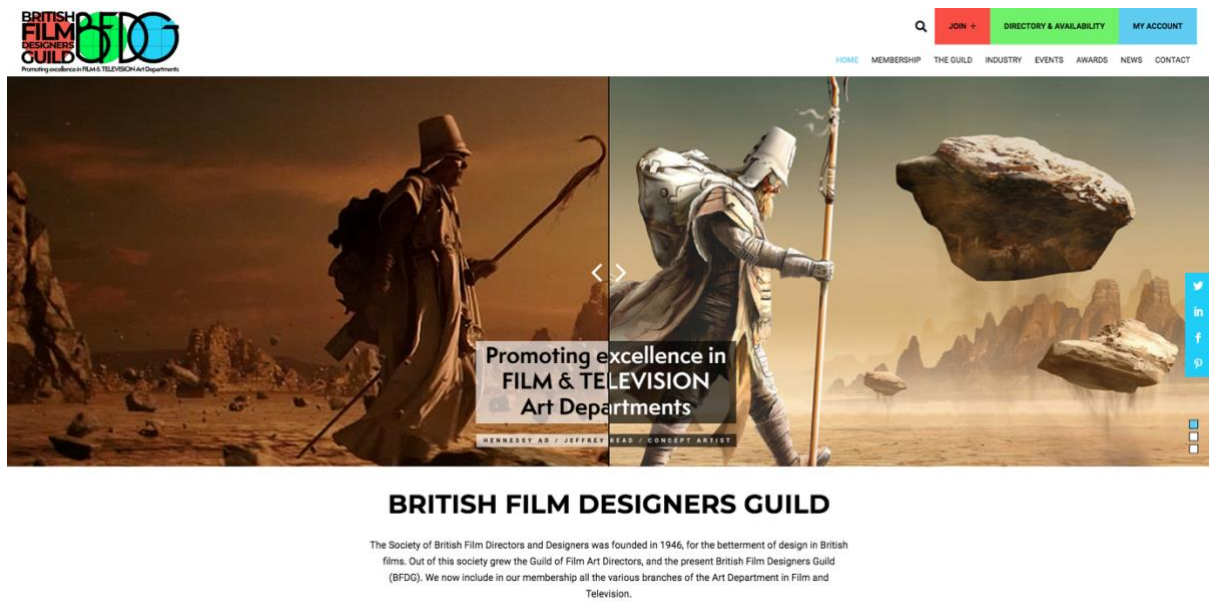 BRITISH
FILM
DESIGNERS
GUILD
BFDG
Promoting excellence in FILM & TELEVISION Art Departments
JOIN +
DIRECTORY & AVAILABILITY
MY ACCOUNT
HOME MEMBERSHIP THE GUILD INDUSTRY EVENTS AWARDS NEWS CONTACT
Promoting excellence in
FILM & TELEVISION
Art Departments
HENNESSY AD / JEFFREY READ / CONCEPT ARTIST
BRITISH FILM DESIGNERS GUILD
The Society of British Film Directors and Designers was founded in 1946, for the betterment of design in British
films. Out of this society grew the Guild of Film Art Directors, and the present British Film Designers Guild
(BFDG). We now include in our membership all the various branches of the Art Department in Film and
Television.